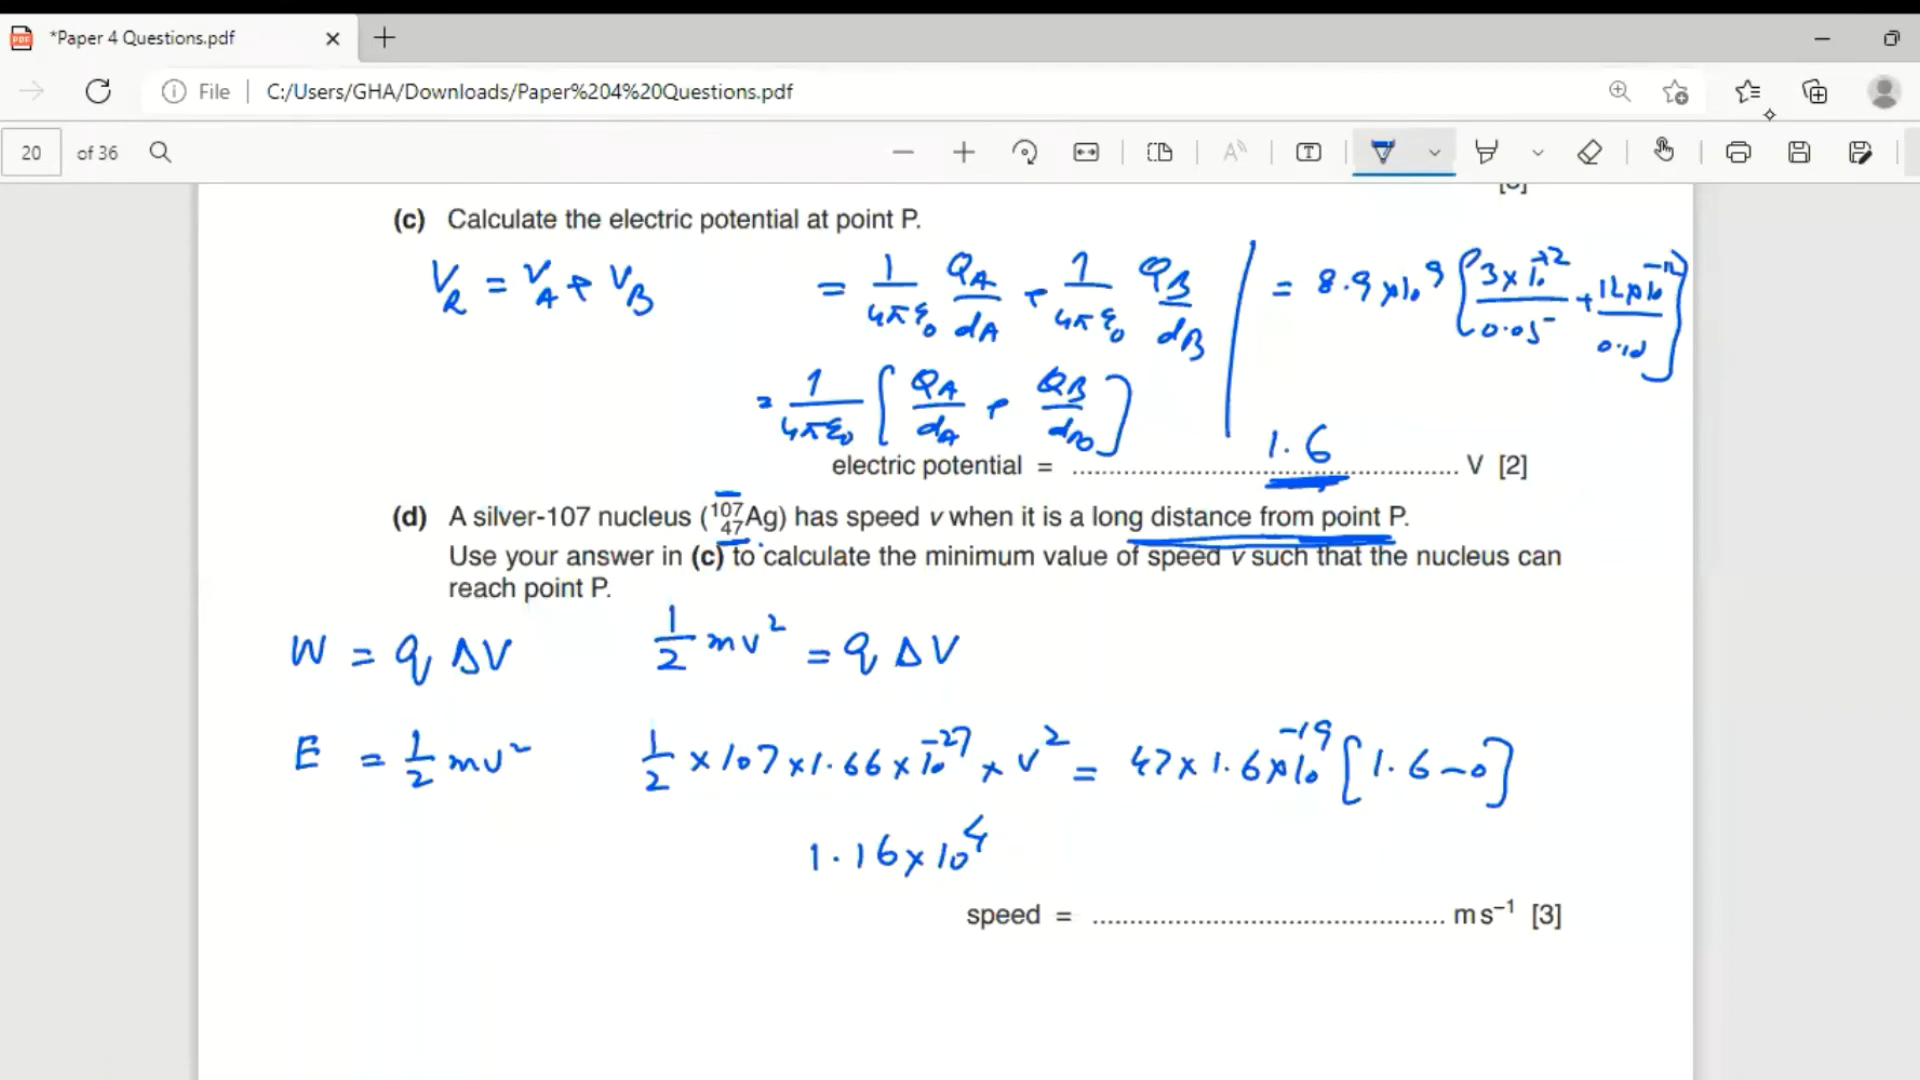 *Paper 4 Questions.pdf
File | C:/Users/GHA/Downloads/Paper%204%20Questions.pdf
20 of 36
(c) Calculate the electric potential at point P.
V_R = V_A + V_B = 1/4πε₀ Q_A/d_A + 1/4πε₀ Q_B/d_B | = 8.9 × 10⁹ [3 × 10⁻¹²/0.05 + 12 × 10⁻¹²/0.10]
= 1/4πε₀ [Q_A/d_A + Q_B/d_B]
electric potential = 1.6 V [2]
(d) A silver-107 nucleus (¹⁰⁷₄₇Ag) has speed v when it is a long distance from point P.
Use your answer in (c) to calculate the minimum value of speed v such that the nucleus can
reach point P.
W = q ΔV ½ mv² = q ΔV
E = ½ mv² ½ × 107 × 1.66 × 10⁻²⁷ × v² = 47 × 1.6 × 10⁻¹⁹ [1.6 – 0]
1.16 × 10⁴
speed = ................................................ m s⁻¹ [3]